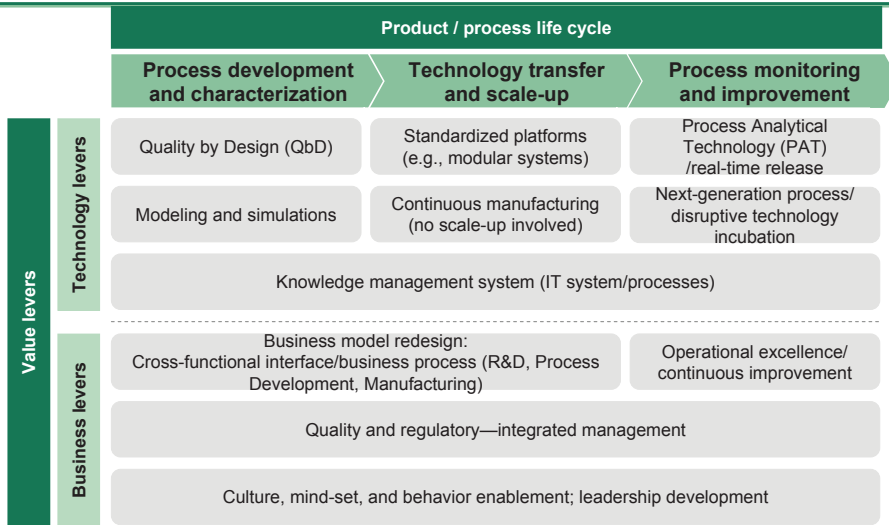 Product / process life cycle
Process development
and characterization
Technology transfer
and scale-up
Process monitoring
and improvement
Value levers
Technology levers
Quality by Design (QbD)
Standardized platforms
(e.g., modular systems)
Process Analytical
Technology (PAT)
/real-time release
Modeling and simulations
Continuous manufacturing
(no scale-up involved)
Next-generation process/
disruptive technology
incubation
Knowledge management system (IT system/processes)
Business levers
Business model redesign:
Cross-functional interface/business process (R&D, Process
Development, Manufacturing)
Operational excellence/
continuous improvement
Quality and regulatory—integrated management
Culture, mind-set, and behavior enablement; leadership development